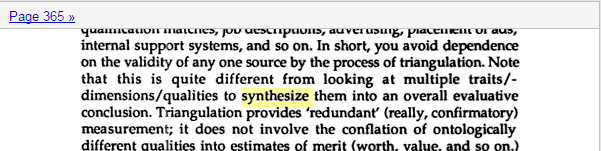 Page 365 »
qualification matches, job descriptions, advertising, placement of ads,
internal support systems, and so on. In short, you avoid dependence
on the validity of any one source by the process of triangulation. Note
that this is quite different from looking at multiple traits/-
dimensions/qualities to synthesize them into an overall evaluative
conclusion. Triangulation provides ‘redundant’ (really, confirmatory)
measurement; it does not involve the conflation of ontologically
different qualities into estimates of merit (worth, value, and so on.)